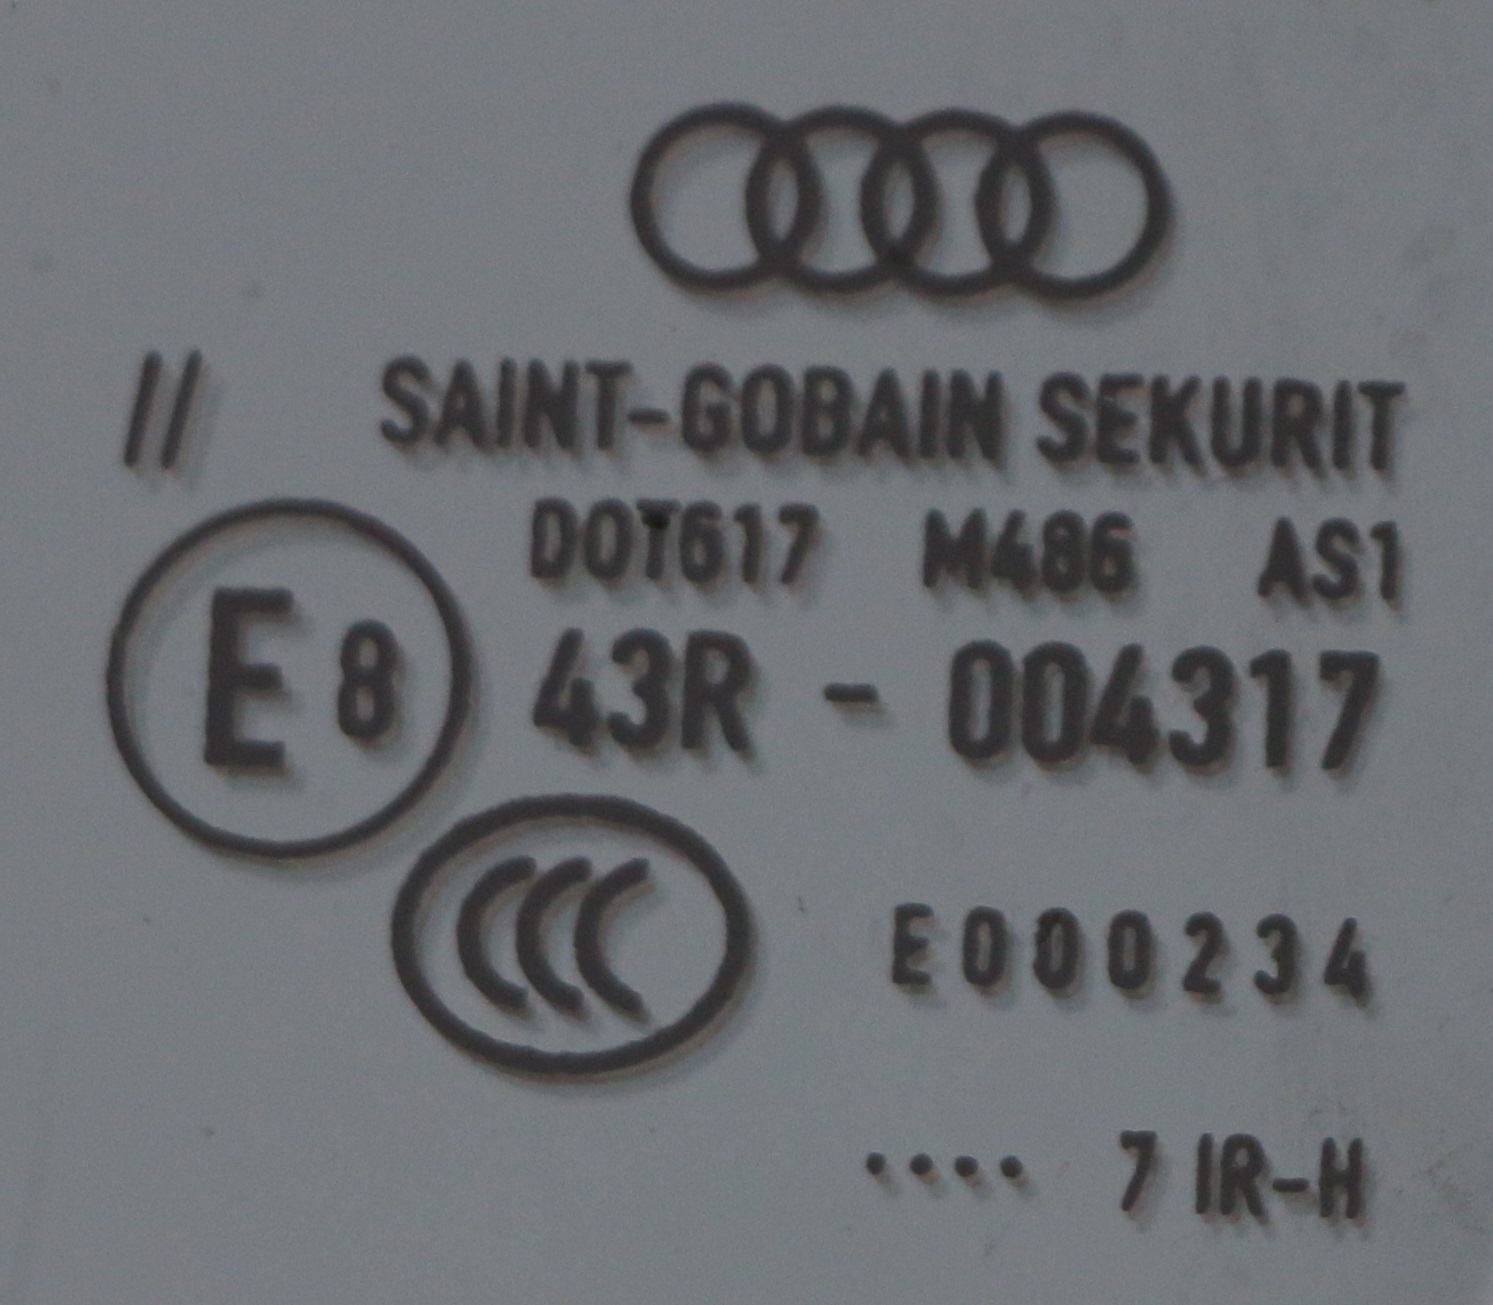 // SAINT-GOBAIN SEKURIT
DOT617 M486 AS1
E8 43R - 004317
CCC E000234
.... 7 IR-H